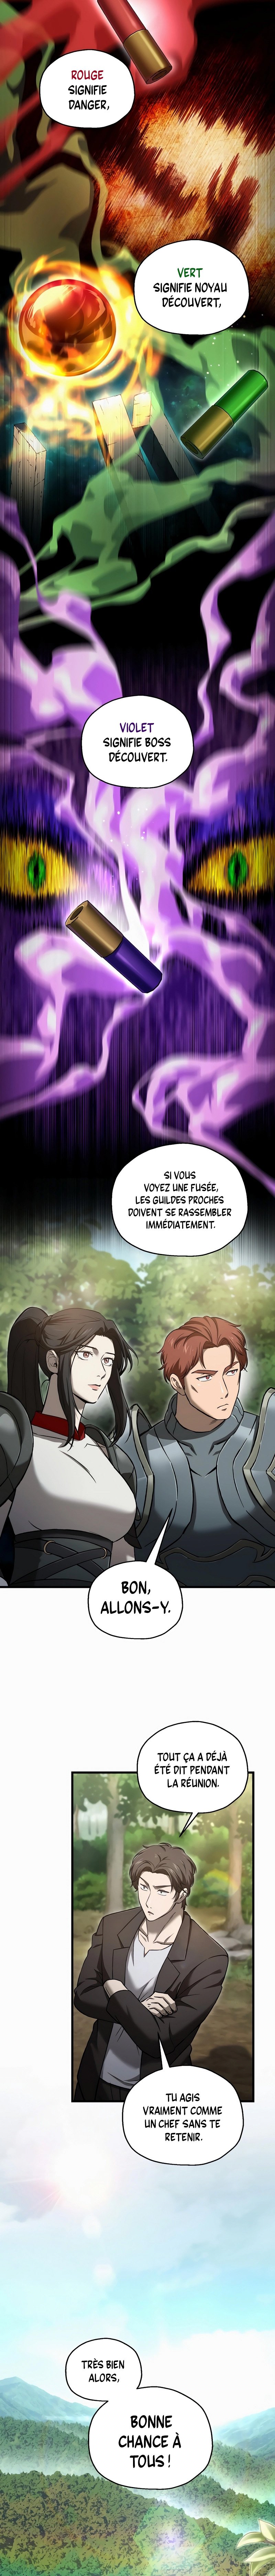 ROUGE
SIGNIFIE
DANGER,
VERT
SIGNIFIE NOYAU
DÉCOUVERT,
VIOLET
SIGNIFIE BOSS
DÉCOUVERT.
SI VOUS
VOYEZ UNE FUSÉE,
LES GUILDES PROCHES
DOIVENT SE RASSEMBLER
IMMÉDIATEMENT.
BON,
ALLONS-Y.
TOUT ÇA A DÉJÀ
ÉTÉ DIT PENDANT
LA RÉUNION.
TU AGIS
VRAIMENT COMME
UN CHEF SANS TE
RETENIR.
TRÈS BIEN
ALORS,
BONNE
CHANCE À
TOUS !